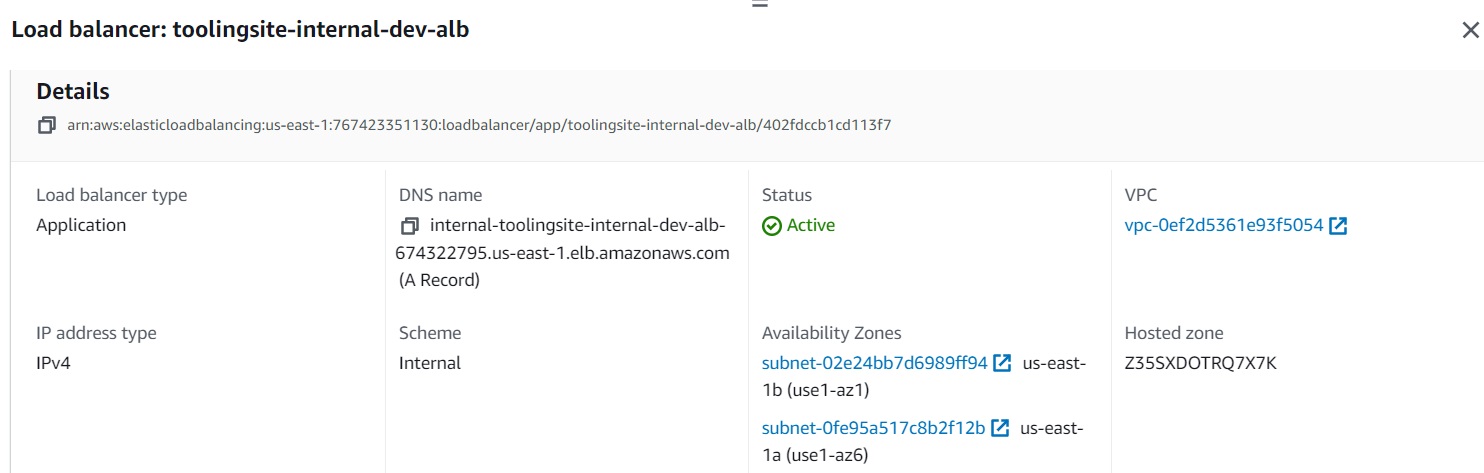 Load balancer: toolingsite-internal-dev-alb
Details
arn:aws:elasticloadbalancing:us-east-1:767423351130:loadbalancer/app/toolingsite-internal-dev-alb/402fdccb1cd113f7
Load balancer type
Application
DNS name
internal-toolingsite-internal-dev-alb-
674322795.us-east-1.elb.amazonaws.com
(A Record)
Status
Active
VPC
vpc-0ef2d5361e93f5054
IP address type
IPv4
Scheme
Internal
Availability Zones
subnet-02e24bb7d6989ff94 us-east-
1b (use1-az1)
subnet-0fe95a517c8b2f12b us-east-
1a (use1-az6)
Hosted zone
Z35SXDOTRQ7X7K